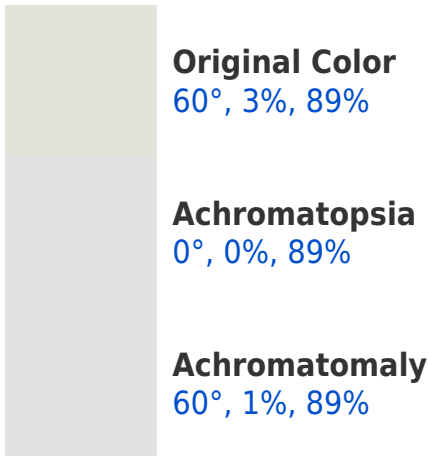 Original Color
60°, 3%, 89%
Achromatopsia
0°, 0%, 89%
Achromatomaly
60°, 1%, 89%